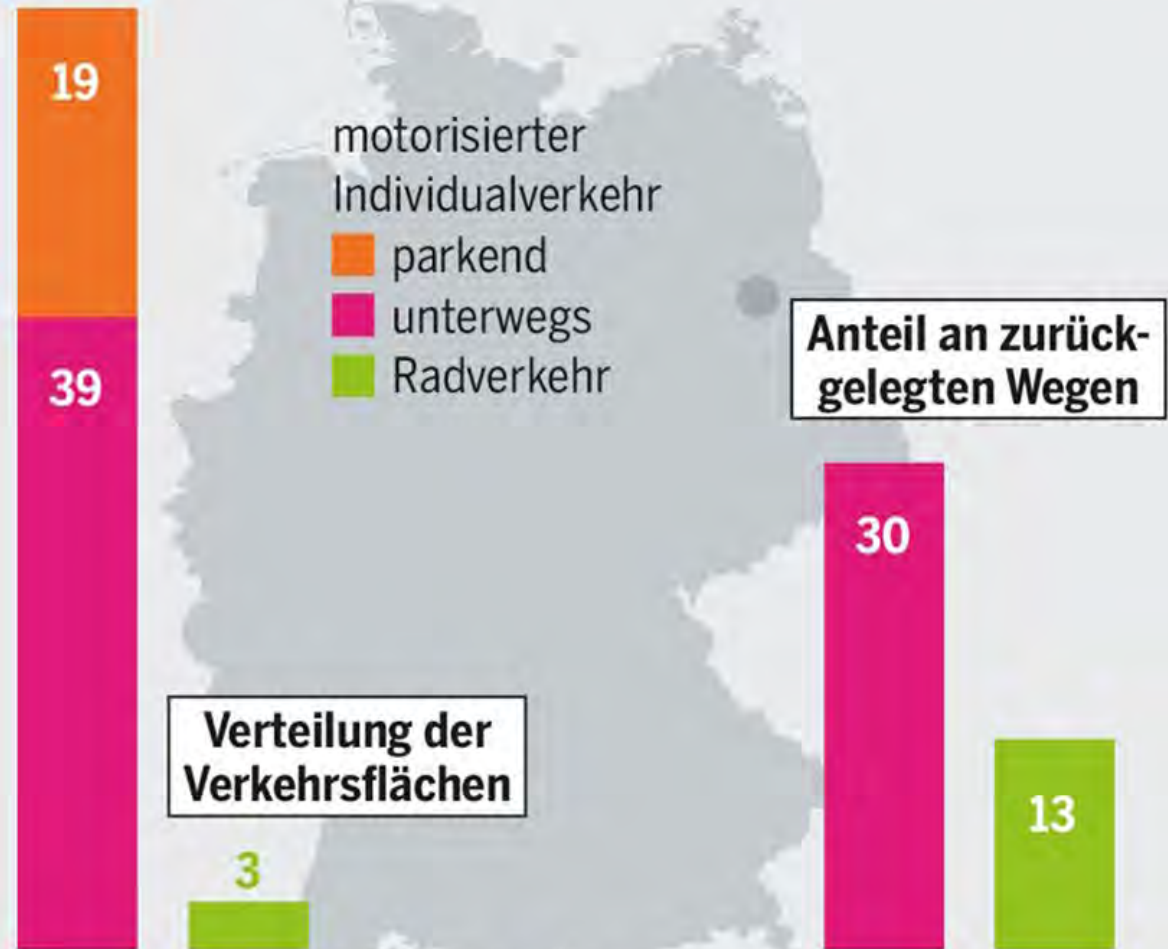 19
39
motorisierter
Individualverkehr
parkend
unterwegs
Radverkehr
Anteil an zurück-
gelegten Wegen
30
13
Verteilung der
Verkehrsflächen
3